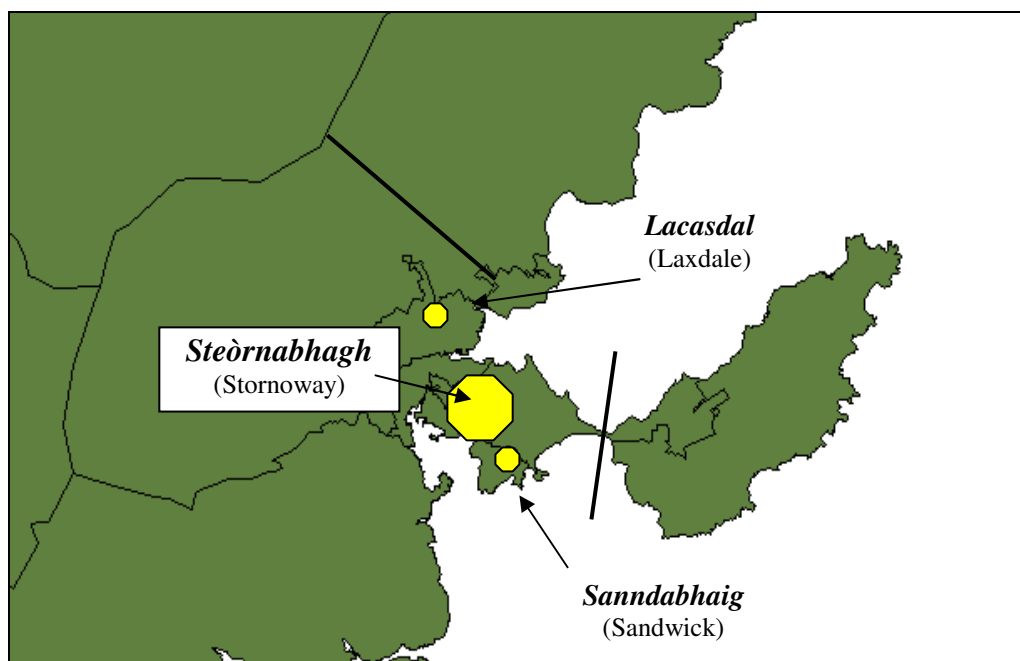 Lacasdal
(Laxdale)
Steòrnabhagh
(Stornoway)
Sanndabhaig
(Sandwick)